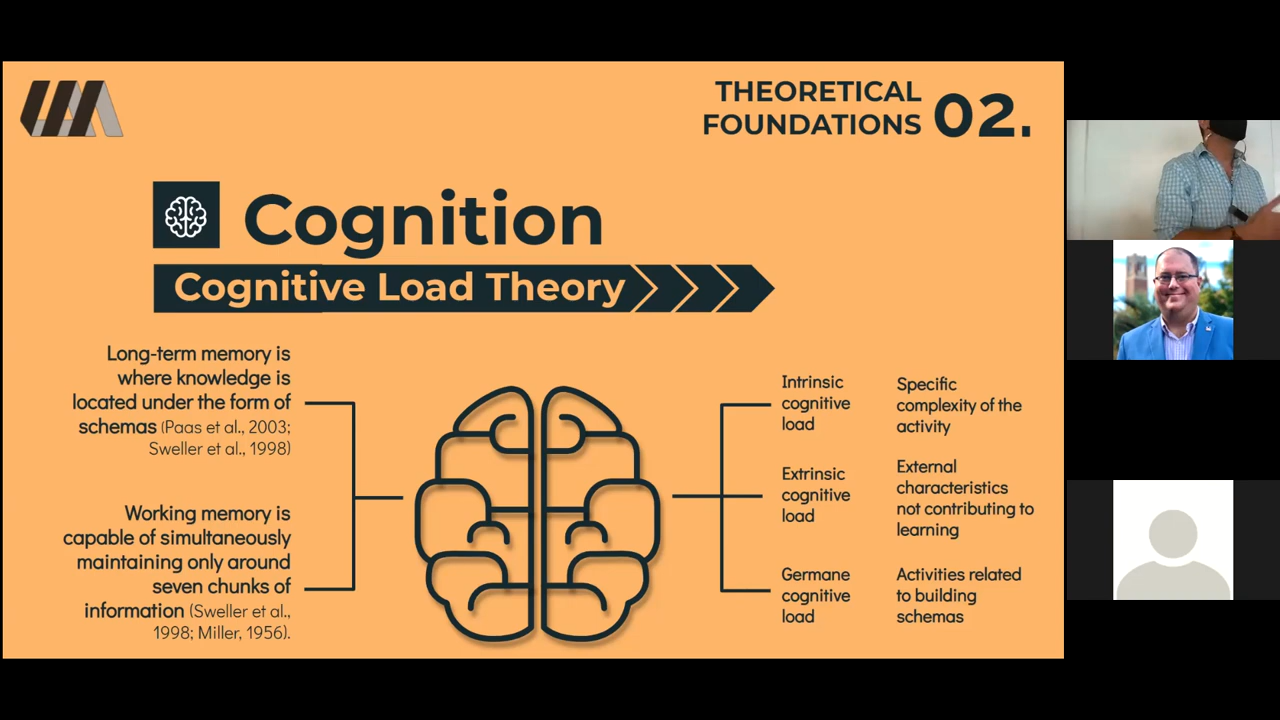 THEORETICAL
FOUNDATIONS
02.
Cognition
Cognitive Load Theory
Long-term memory is
where knowledge is
located under the form of
schemas (Paas et al., 2003;
Sweller et al., 1998)
Working memory is
capable of simultaneously
maintaining only around
seven chunks of
information (Sweller et al.,
1998; Miller, 1956).
Intrinsic
cognitive
load
Specific
complexity of the
activity
Extrinsic
cognitive
load
External
characteristics
not contributing to
learning
Germane
cognitive
load
Activities related
to building
schemas